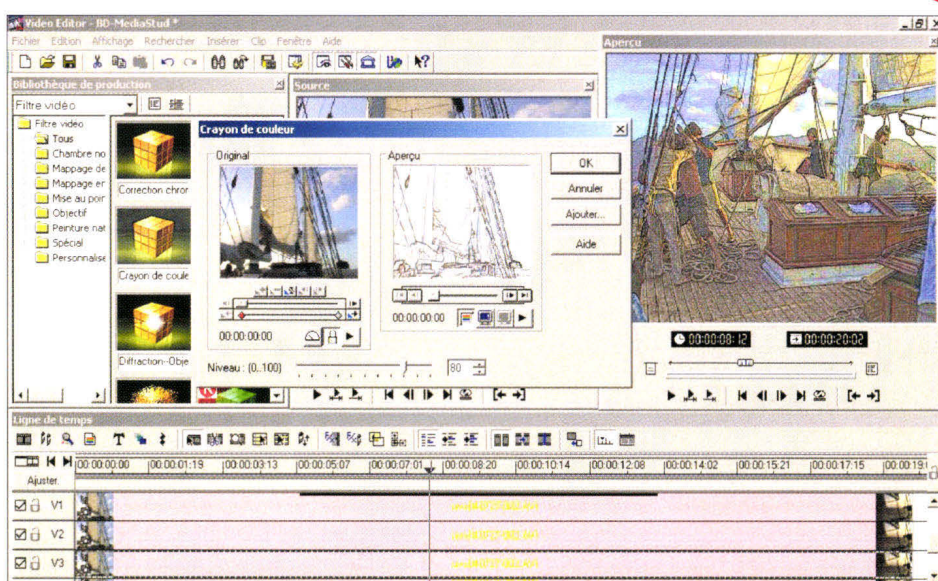 Video Editor - BD-MediaStud *
Fichier Edition Affichage Rechercher Insérer Clip Fenêtre Aide
Bibliothèque de production
Source
Aperçu
Filtre vidéo
Filtre vidéo
Tous
Chambre no
Mappage de
Mappage er
Mise au poin
Objectif
Peinture nat
Spécial
Personnalise
Correction chror
Crayon de coule
Diffraction--Obje
Crayon de couleur
Original
Aperçu
OK
Annuler
Ajouter...
Aide
00:00:00:00
00:00:00:00
Niveau : (0..100)
80
00:00:08:12
00:00:20:02
Ligne de temps
00:00:00:00 00:00:01:19 00:00:03:13 00:00:05:07 00:00:07:01 00:00:08:20 00:00:10:14 00:00:12:08 00:00:14:02 00:00:15:21 00:00:17:15 00:00:19:
Ajuster.
V1
V2
V3